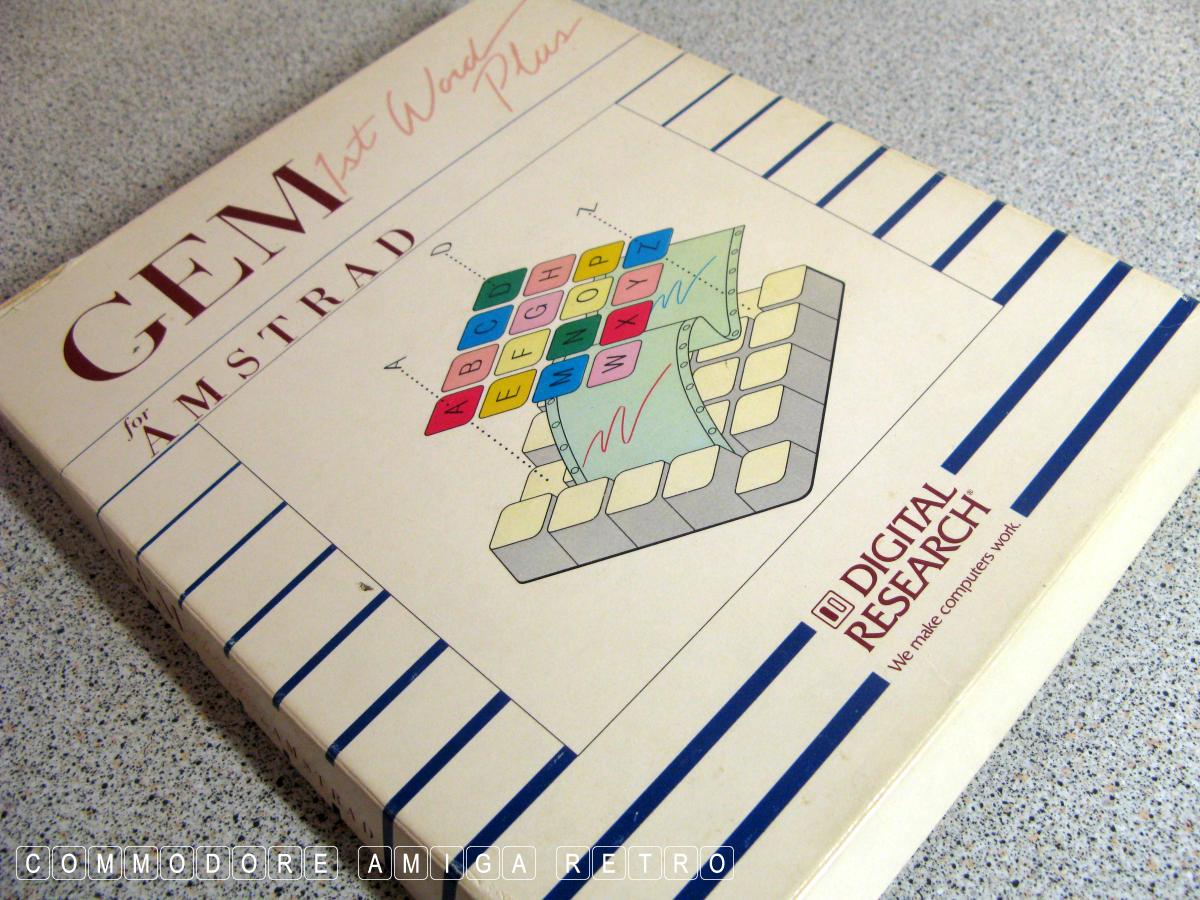 GEM 1st Word
Plus
for
AMSTRAD
D
Z
A
D H P Z
C G O Y
B F N X
A E M W
DIGITAL
RESEARCH®
We make computers work.
COMMODORE AMIGA RETRO